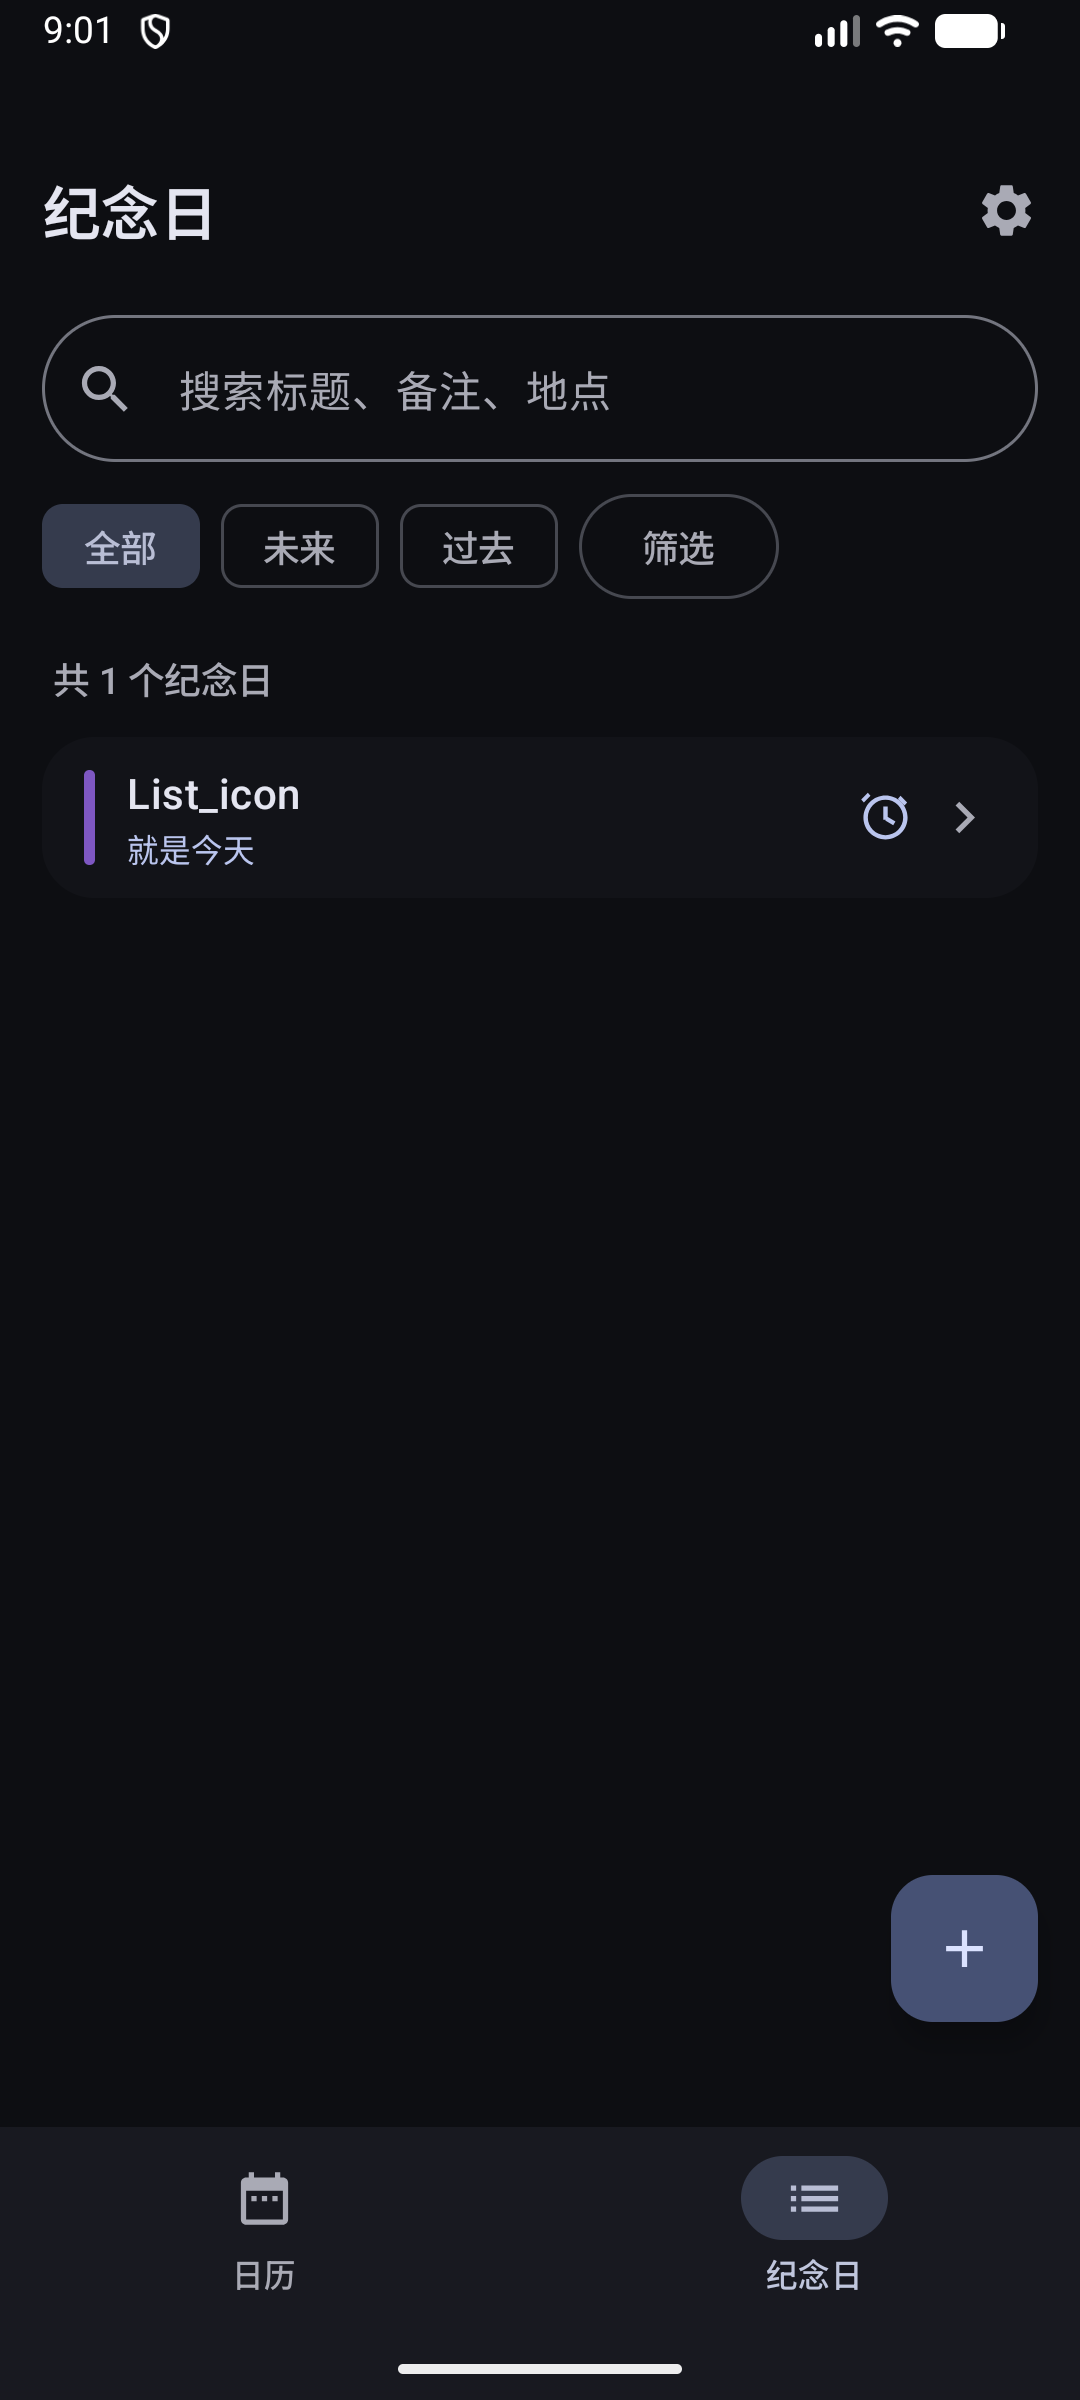 9:01
纪念日
搜索标题、备注、地点
全部 未来 过去 筛选
共 1 个纪念日
List_icon
就是今天
日历 纪念日